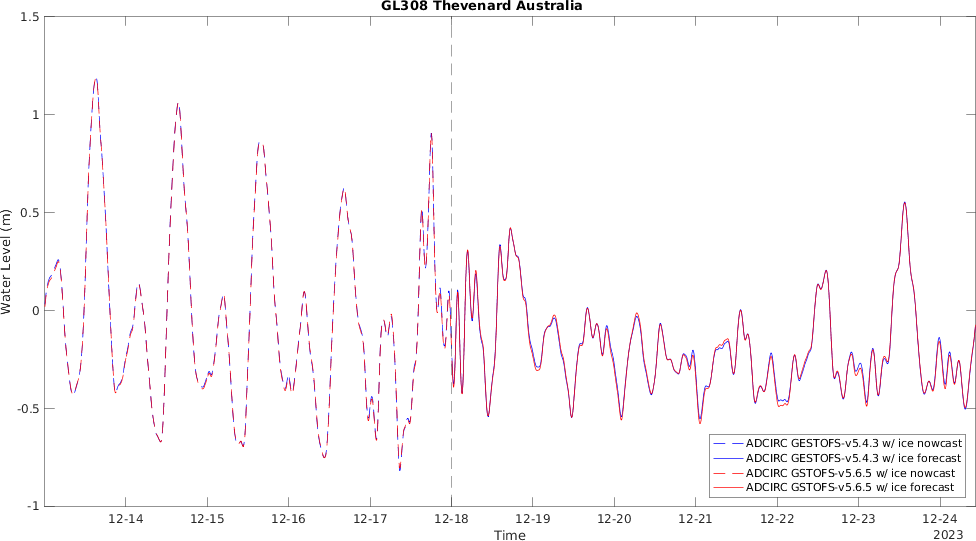 GL308 Thevenard Australia
1.5
1
0.5
0
-0.5
-1
Water Level (m)
12-14 12-15 12-16 12-17 12-18 12-19 12-20 12-21 12-22 12-23 12-24
2023
Time
ADCIRC GESTOFS-v5.4.3 w/ ice nowcast
ADCIRC GESTOFS-v5.4.3 w/ ice forecast
ADCIRC GSTOFS-v5.6.5 w/ ice nowcast
ADCIRC GSTOFS-v5.6.5 w/ ice forecast